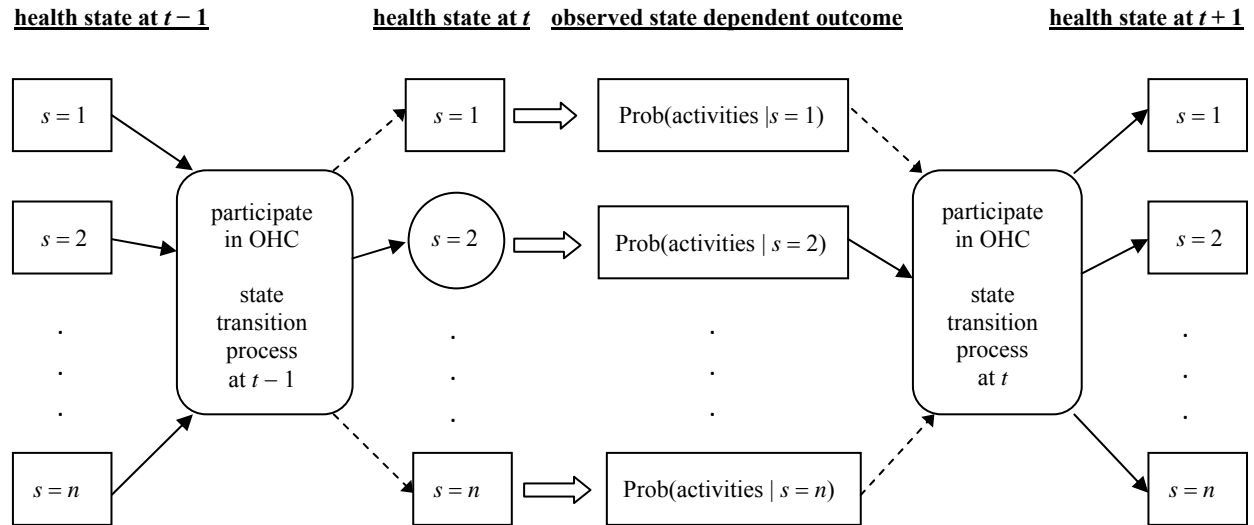 health state at t − 1 health state at t observed state dependent outcome health state at t + 1
s = 1 s = 1 Prob(activities |s = 1) s = 1
participate
in OHC
state
transition
process
at t − 1
participate
in OHC
state
transition
process
at t
s = 2 s = 2 Prob(activities | s = 2) s = 2
. . . .
. . . .
. . . .
s = n s = n Prob(activities | s = n) s = n